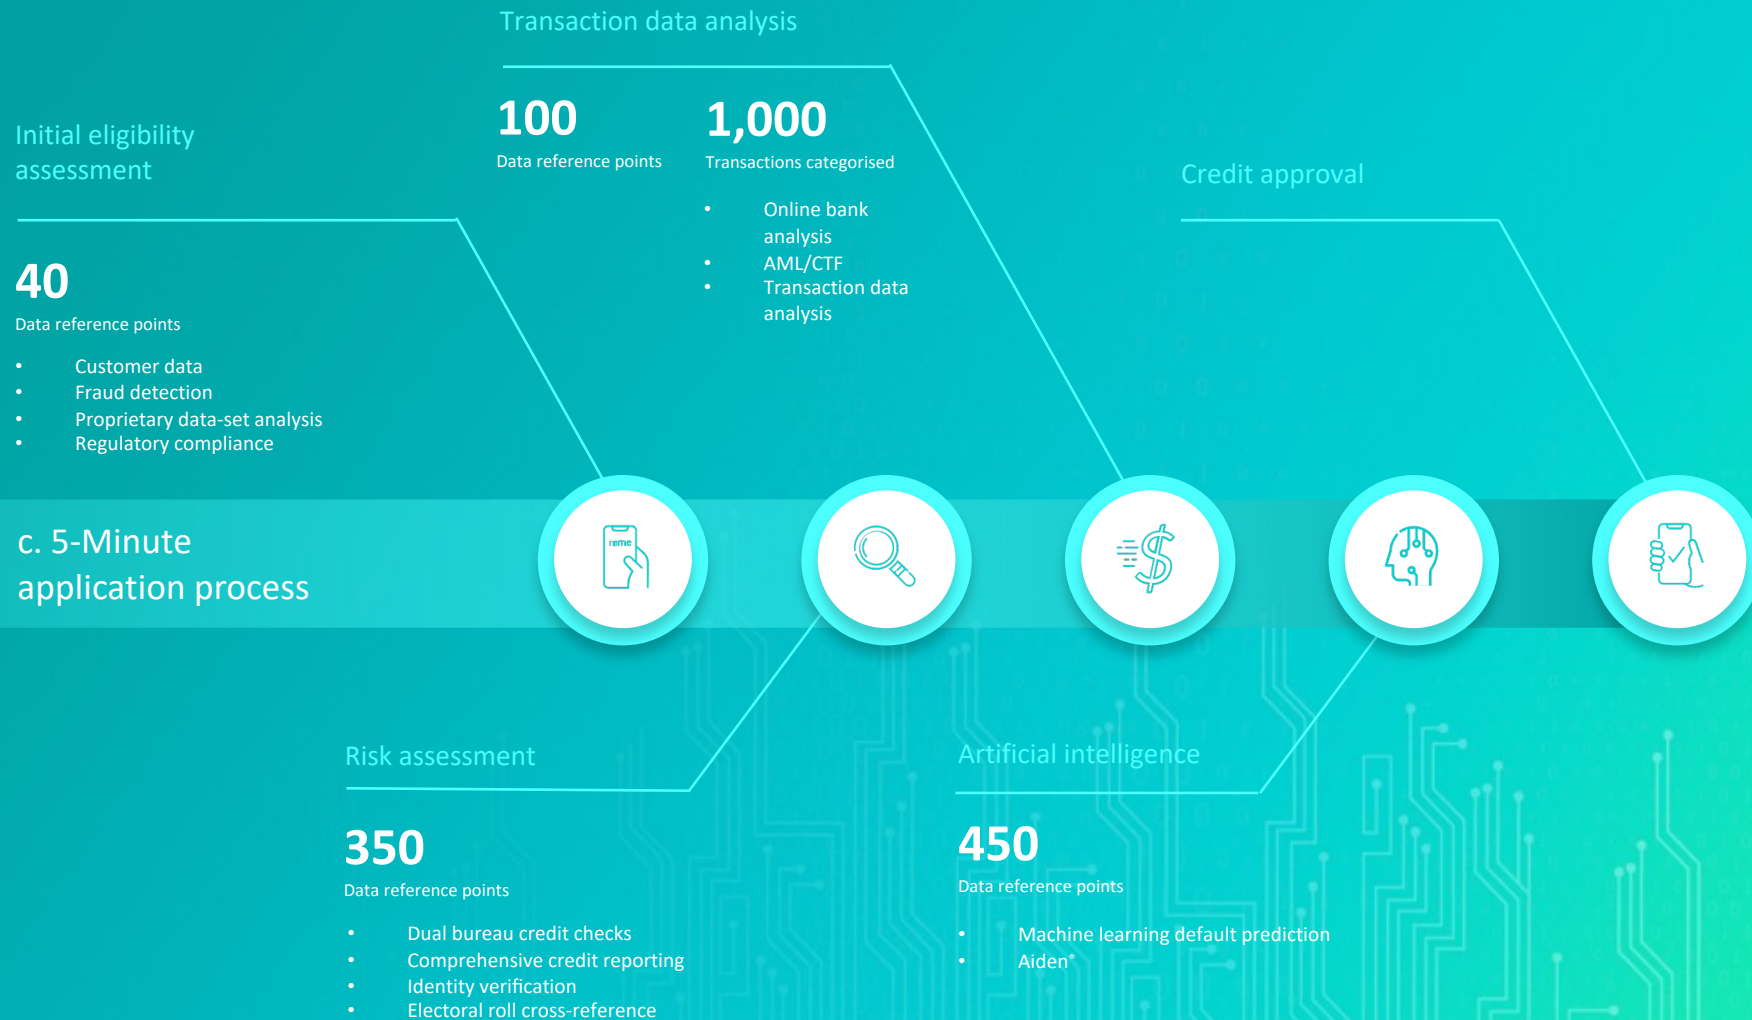 Transaction data analysis
100
Data reference points
1,000
Transactions categorised
• Online bank
analysis
• AML/CTF
• Transaction data
analysis
Initial eligibility
assessment
40
Data reference points
• Customer data
• Fraud detection
• Proprietary data-set analysis
• Regulatory compliance
Credit approval
c. 5-Minute
application process
Risk assessment
350
Data reference points
• Dual bureau credit checks
• Comprehensive credit reporting
• Identity verification
• Electoral roll cross-reference
Artificial intelligence
450
Data reference points
• Machine learning default prediction
• Aiden®